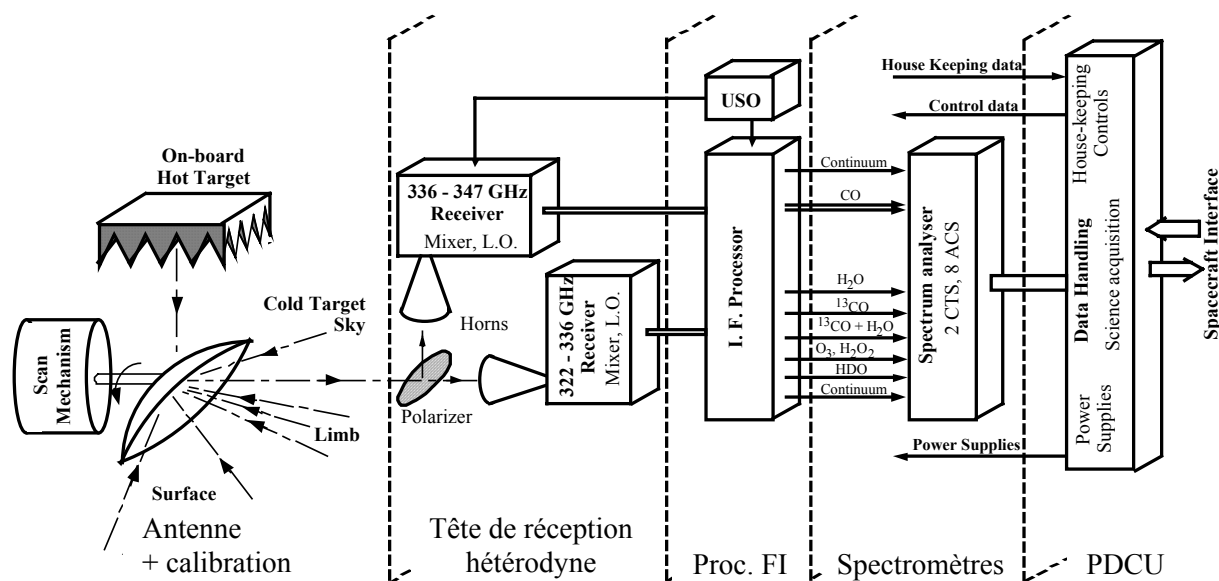 On-board
Hot Target
Cold Target
Sky
Scan
Mechanism
Limb
Surface
Antenne
+ calibration
336 - 347 GHz
Receiver
Mixer, L.O.
Horns
Polarizer
322 - 336 GHz
Receiver
Mixer, L.O.
Tête de réception
hétérodyne
USO
I. F. Processor
Proc. FI
Continuum
CO
H₂O
¹³CO
¹³CO + H₂O
O₃, H₂O₂
HDO
Continuum
House Keeping data
Control data
Spectrum analyser
2 CTS, 8 ACS
Power Supplies
Spectromètres
House-keeping
Controls
Data Handling
Science acquisition
Power
Supplies
Spacecraft Interface
PDCU